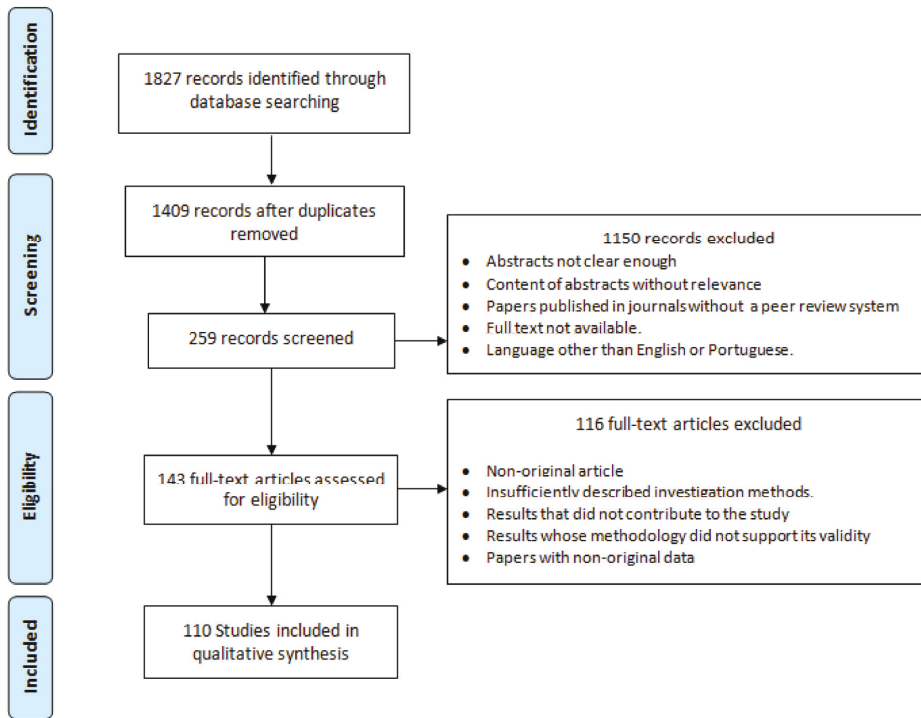 Identification
1827 records identified through
database searching
Screening
1409 records after duplicates
removed
1150 records excluded
• Abstracts not clear enough
• Content of abstracts without relevance
• Papers published in journals without a peer review system
• Full text not available.
• Language other than English or Portuguese.
259 records screened
Eligibility
143 full-text articles assessed
for eligibility
116 full-text articles excluded
• Non-original article
• Insufficiently described investigation methods.
• Results that did not contribute to the study
• Results whose methodology did not support its validity
• Papers with non-original data
Included
110 Studies included in
qualitative synthesis